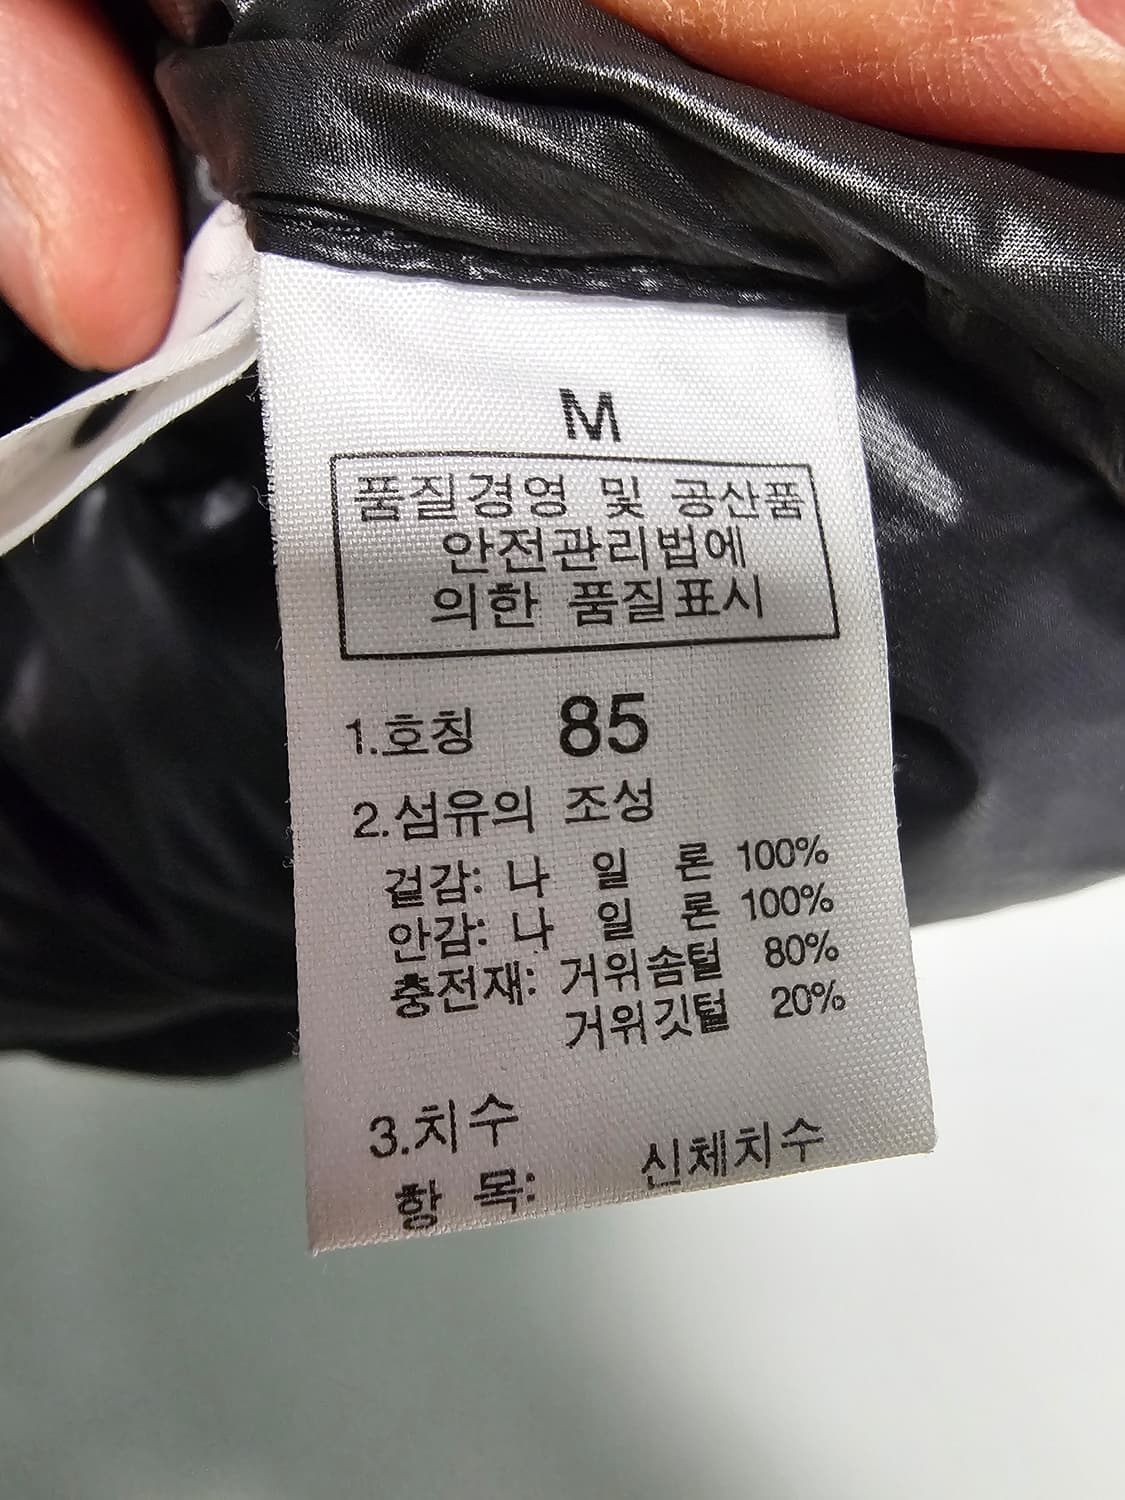 M
품질경영 및 공산품
안전관리법에
의한 품질표시
1.호칭 85
2.섬유의 조성
겉감: 나 일 론 100%
안감: 나 일 론 100%
충전재: 거위솜털 80%
거위깃털 20%
3.치수
항 목: 신체치수